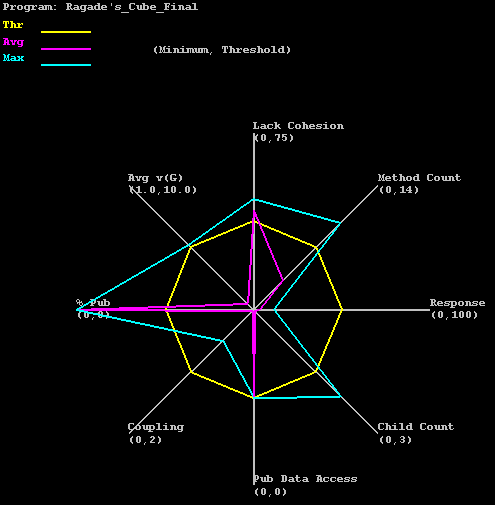 Program: Ragade's_Cube_Final
Thr
Avg
Max
(Minimum, Threshold)
Lack Cohesion
(0,75)
Avg v(G)
(1.0,10.0)
Method Count
(0,14)
% Pub
(0,0)
Response
(0,100)
Coupling
(0,2)
Child Count
(0,3)
Pub Data Access
(0,0)